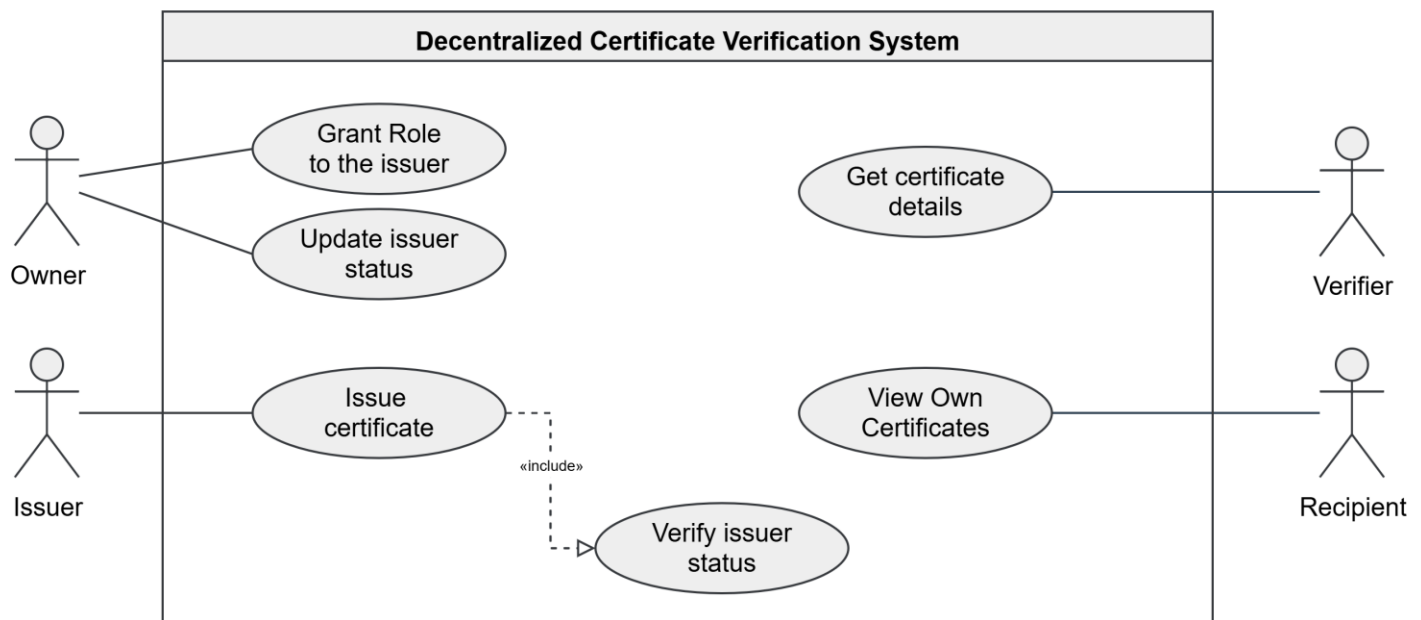 Decentralized Certificate Verification System
Grant Role
to the issuer
Update issuer
status
Owner
Get certificate
details
Verifier
Issue
certificate
Issuer
«include»
Verify issuer
status
View Own
Certificates
Recipient